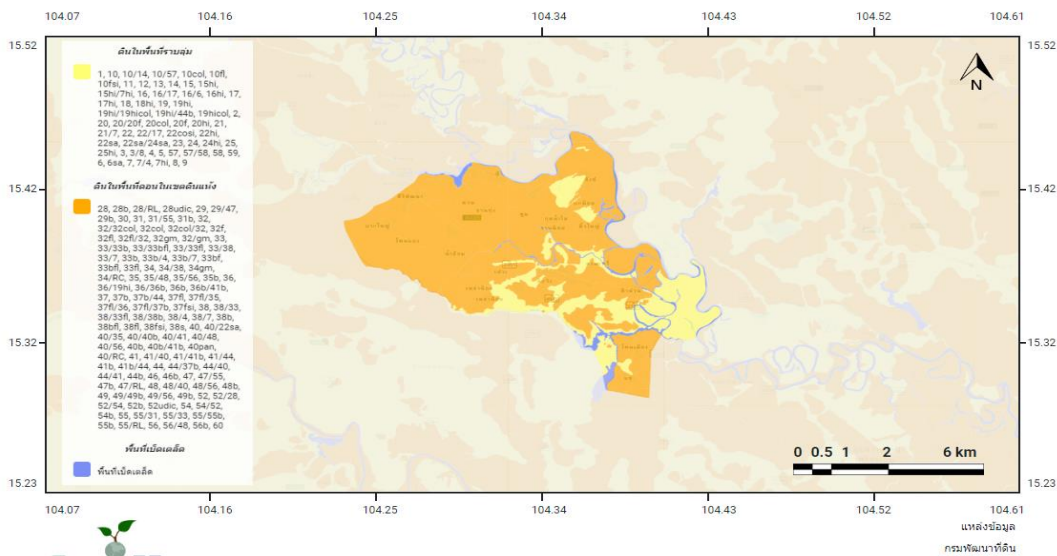 104.07 104.16 104.25 104.34 104.43 104.52 104.61
15.52 15.52
ดินในพื้นที่ราบลุ่ม
1, 10, 10/14, 10/57, 10col, 10fl,
10fsi, 11, 12, 13, 14, 15, 15hi,
15hi/7hi, 16, 16/17, 16/6, 16hi, 17,
17hi, 18, 18hi, 19, 19hi,
19hi/19hicol, 19hi/44b, 19hicol, 2,
20, 20/20f, 20col, 20f, 20hi, 21,
21/7, 22, 22/17, 22cosi, 22hi,
22sa, 22sa/24sa, 23, 24, 24hi, 25,
25hi, 3, 3/8, 4, 5, 57, 57/58, 58, 59,
6, 6sa, 7, 7/4, 7hi, 8, 9
N
15.42 15.42
ดินในพื้นที่ดอนในเขตดินแห้ง
28, 28b, 28/RL, 28udic, 29, 29/47,
29b, 30, 31, 31/55, 31b, 32,
32/32col, 32col, 32col/32, 32f,
32fl, 32fl/32, 32gm, 32/gm, 33,
33/33b, 33/33bfl, 33/33fl, 33/38,
33/7, 33b, 33b/4, 33b/7, 33bf,
33bfl, 33fl, 34, 34/38, 34gm,
34/RC, 35, 35/48, 35/56, 35b, 36,
36/19hi, 36/36b, 36b, 36b/41b,
37, 37b, 37b/44, 37fl, 37fl/35,
37fl/36, 37fl/37b, 37fsi, 38, 38/33,
38/33fl, 38/38b, 38/4, 38/7, 38b,
38bfl, 38fl, 38fsi, 38s, 40, 40/22sa,
40/35, 40/40b, 40/41, 40/48,
40/56, 40b, 40b/41b, 40pan,
40/RC, 41, 41/40, 41/41b, 41/44,
41b, 41b/44, 44, 44/37b, 44/40,
44/41, 44b, 46, 46b, 47, 47/55,
47b, 47/RL, 48, 48/40, 48/56, 48b,
49, 49/49b, 49/56, 49b, 52, 52/28,
52/54, 52b, 52udic, 54, 54/52,
54b, 55, 55/31, 55/33, 55/55b,
55b, 55/RL, 56, 56/48, 56b, 60
15.32 15.32
พื้นที่เบ็ดเตล็ด
พื้นที่เบ็ดเตล็ด
0 0.5 1 2 6 km
15.23 15.23
104.07 104.16 104.25 104.34 104.43 104.52 104.61
แหล่งข้อมูล
กรมพัฒนาที่ดิน